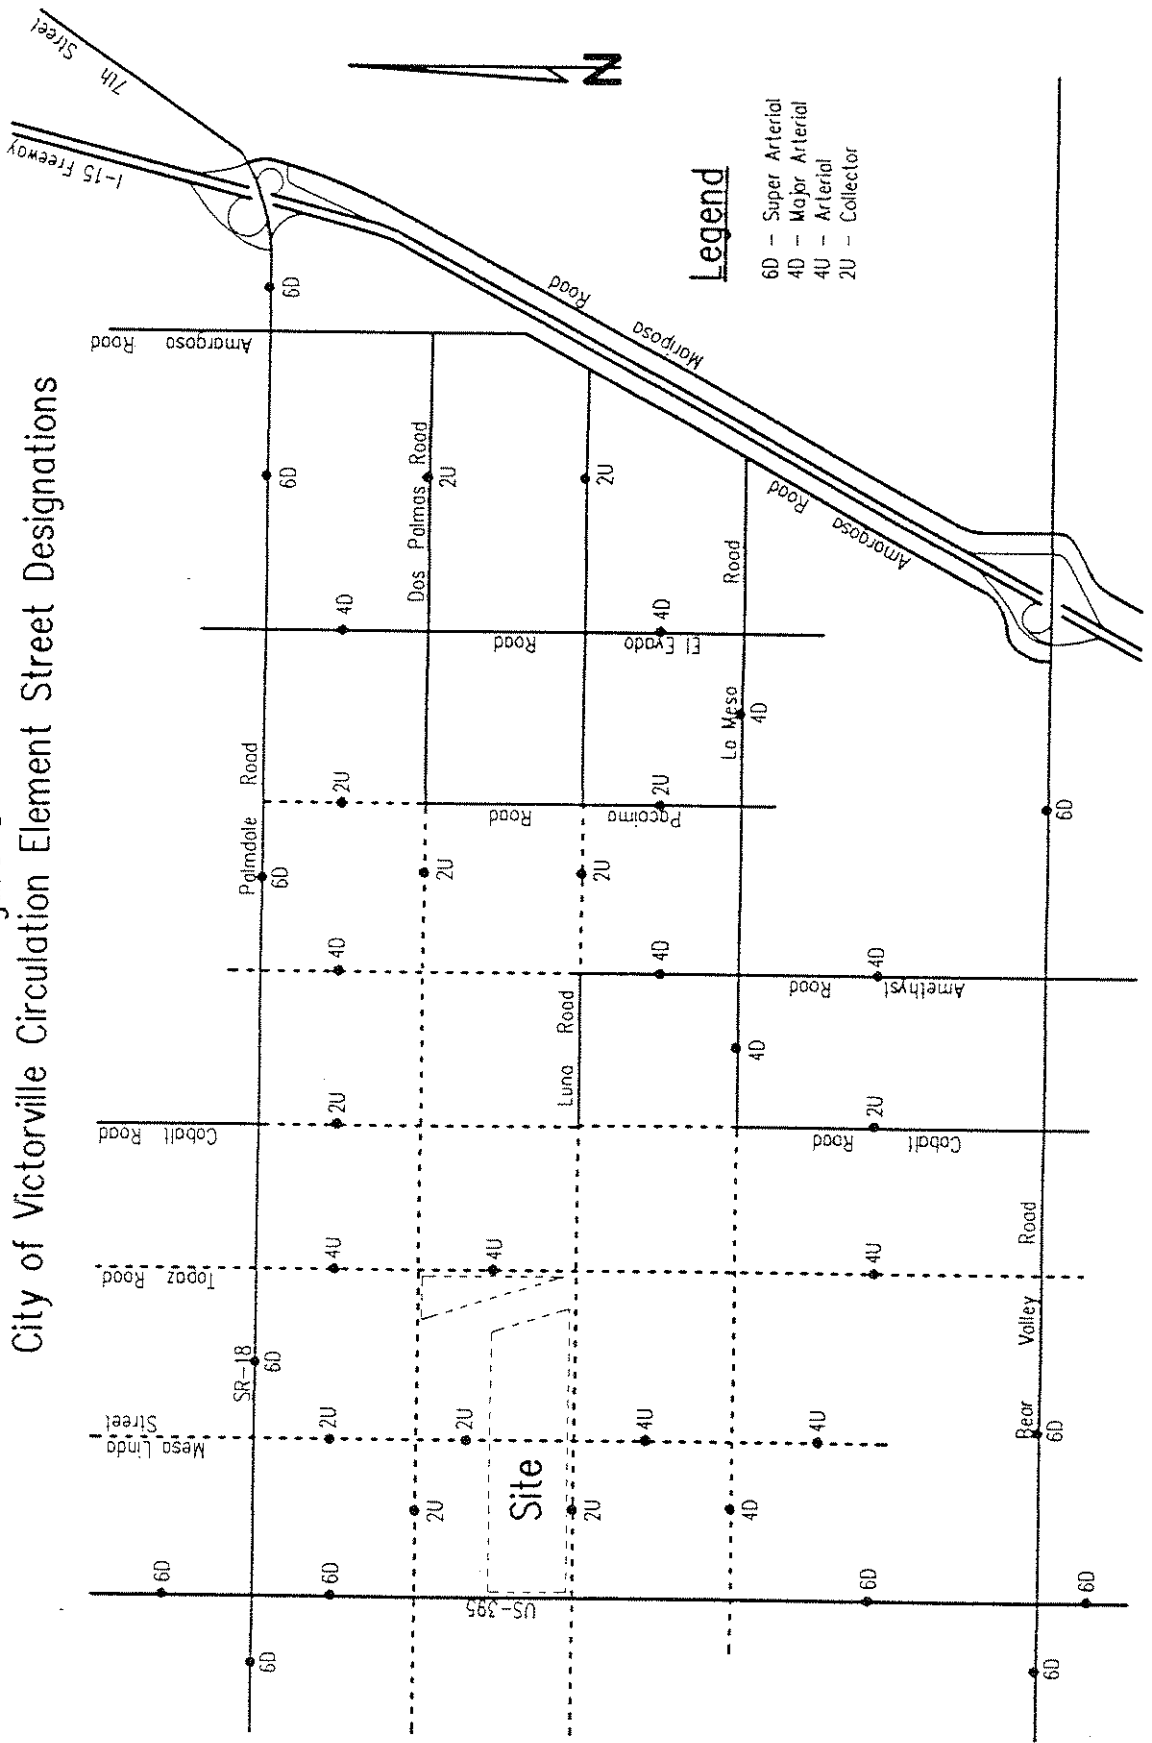 City of Victorville Circulation Element Street Designations
Street
7th
I-15 Freeway
N
Legend
6D - Super Arterial
4D - Major Arterial
4U - Arterial
2U - Collector
6D
Amargosa Road
6D
Dos Palmas Road
2U
2U
Mariposa Road
Amargosa Road
Road
4D
4D
El Evado Road
La Mesa
4D
Palmdale Road
6D
2U
2U
Pacoima Road
2U
2U
6D
4D
4D
4D
Amethyst Road
Luna Road
4D
Cobalt Road
2U
2U
Cobalt Road
Topaz Road
4U
4U
4U
Bear Valley Road
SR-18
6D
Mesa Linda
Street
2U
2U
4U
4U
6D
Site
2U
2U
4D
6D
6D
US-395
6D
6D
6D
6D